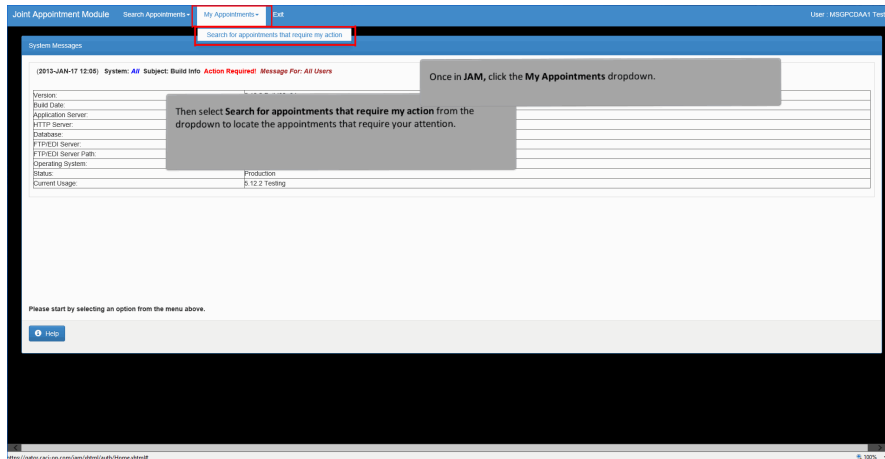 Joint Appointment Module Search Appointments My Appointments Exit User : MSGPCDAA1 Test
Search for appointments that require my action
System Messages
(2013-JAN-17 12:05) System: All Subject: Build Info Action Required! Message For: All Users
Once in JAM, click the My Appointments dropdown.
Then select Search for appointments that require my action from the
dropdown to locate the appointments that require your attention.
Version:
Build Date:
Application Server:
HTTP Server:
Database:
FTP/EDI Server:
FTP/EDI Server Path:
Operating System:
Status: Production
Current Usage: 5.12.2 Testing
Please start by selecting an option from the menu above.
Help
100%